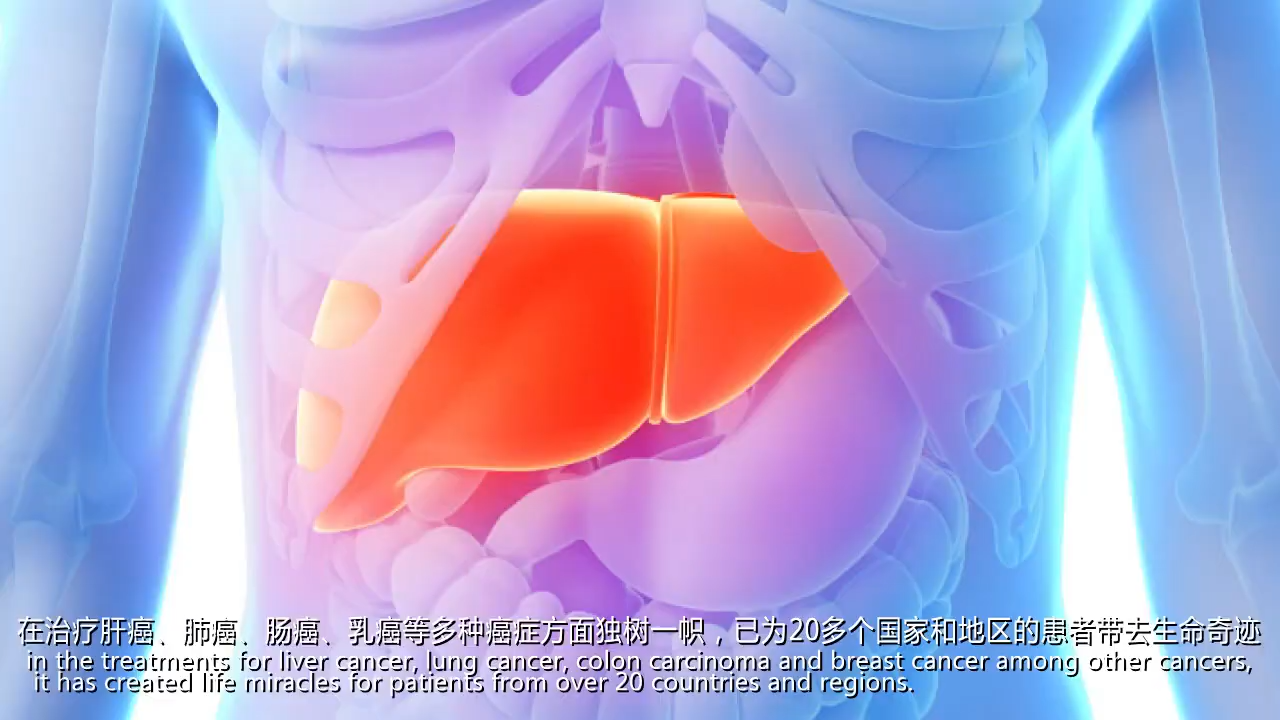 在治疗肝癌、肺癌、肠癌、乳癌等多种癌症方面独树一帜，已为20多个国家和地区的患者带去生命奇迹
in the treatments for liver cancer, lung cancer, colon carcinoma and breast cancer among other cancers,
it has created life miracles for patients from over 20 countries and regions.